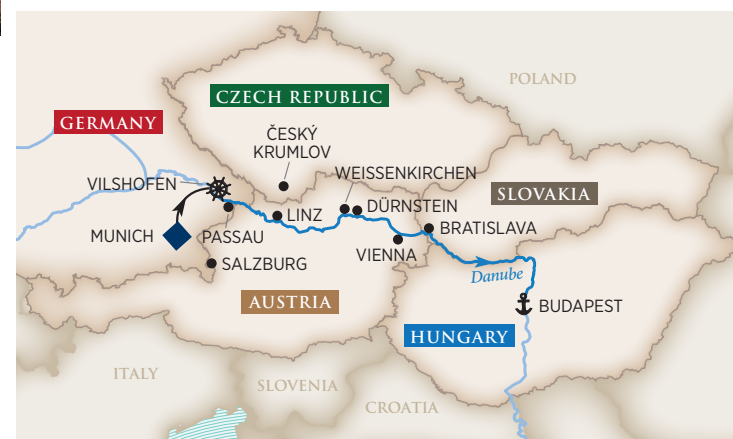 POLAND
CZECH REPUBLIC
GERMANY
ČESKÝ
KRUMLOV
WEISSENKIRCHEN
VILSHOFEN
SLOVAKIA
DÜRNSTEIN
LINZ
BRATISLAVA
MUNICH
PASSAU
VIENNA
SALZBURG
Danube
AUSTRIA
BUDAPEST
HUNGARY
ITALY
SLOVENIA
CROATIA